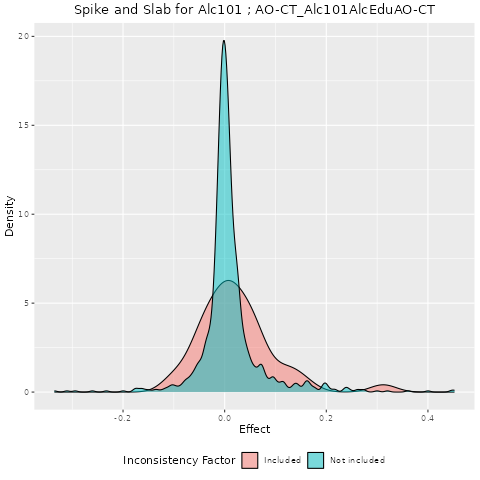 Spike and Slab for Alc101 ; AO-CT_Alc101AlcEduAO-CT
20
15
10
5
0
Density
-0.2 0.0 0.2 0.4
Effect
Inconsistency Factor Included Not included